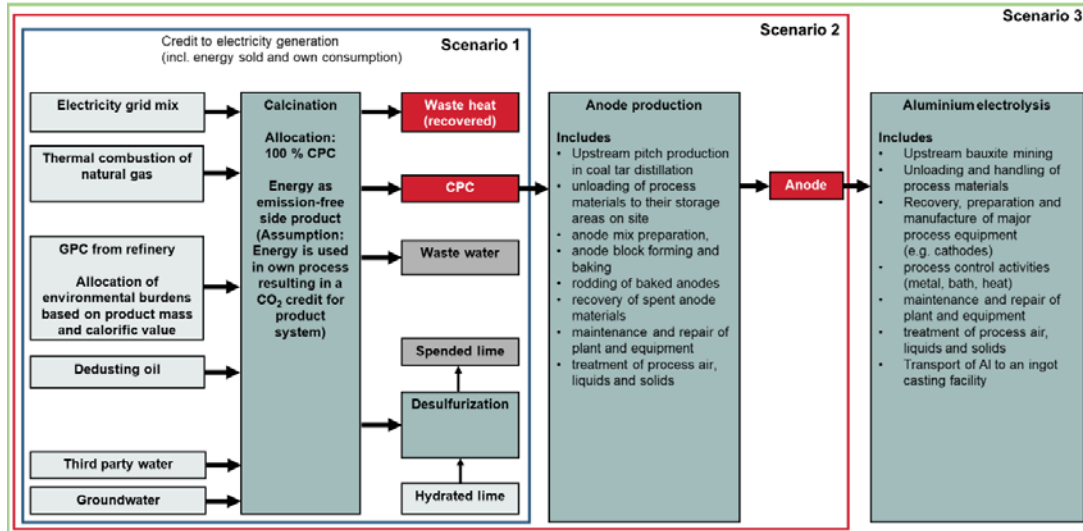 Scenario 3
Scenario 2
Scenario 1
Credit to electricity generation
(incl. energy sold and own consumption)
Electricity grid mix
Thermal combustion of
natural gas
GPC from refinery
Allocation of
environmental burdens
based on product mass
and calorific value
Dedusting oil
Third party water
Groundwater
Calcination
Allocation:
100 % CPC
Energy as
emission-free
side product
(Assumption:
Energy is used
in own process
resulting in a
CO₂ credit for
product
system)
Waste heat
(recovered)
CPC
Waste water
Spended lime
Desulfurization
Hydrated lime
Anode production
Includes
• Upstream pitch production
in coal tar distillation
• unloading of process
materials to their storage
areas on site
• anode mix preparation,
• anode block forming and
baking
• rodding of baked anodes
• recovery of spent anode
materials
• maintenance and repair of
plant and equipment
• treatment of process air,
liquids and solids
Anode
Aluminium electrolysis
Includes
• Upstream bauxite mining
• Unloading and handling of
process materials
• Recovery, preparation and
manufacture of major
process equipment
(e.g. cathodes)
• process control activities
(metal, bath, heat)
• maintenance and repair of
plant and equipment
• treatment of process air,
liquids and solids
• Transport of Al to an ingot
casting facility